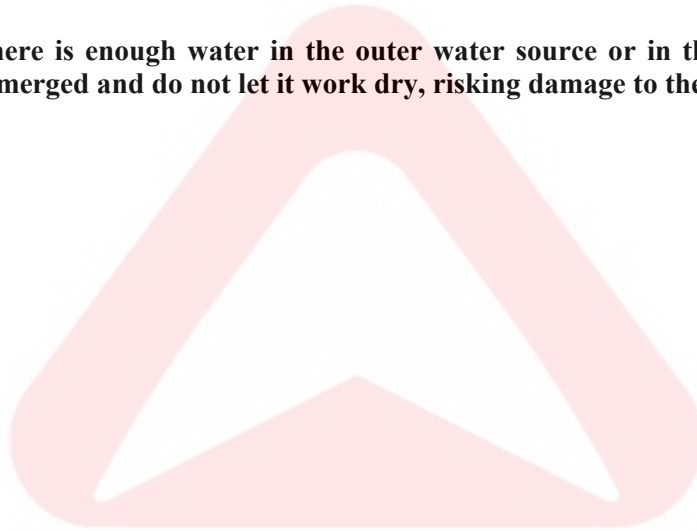 here is enough water in the outer water source or in th
merged and do not let it work dry, risking damage to the